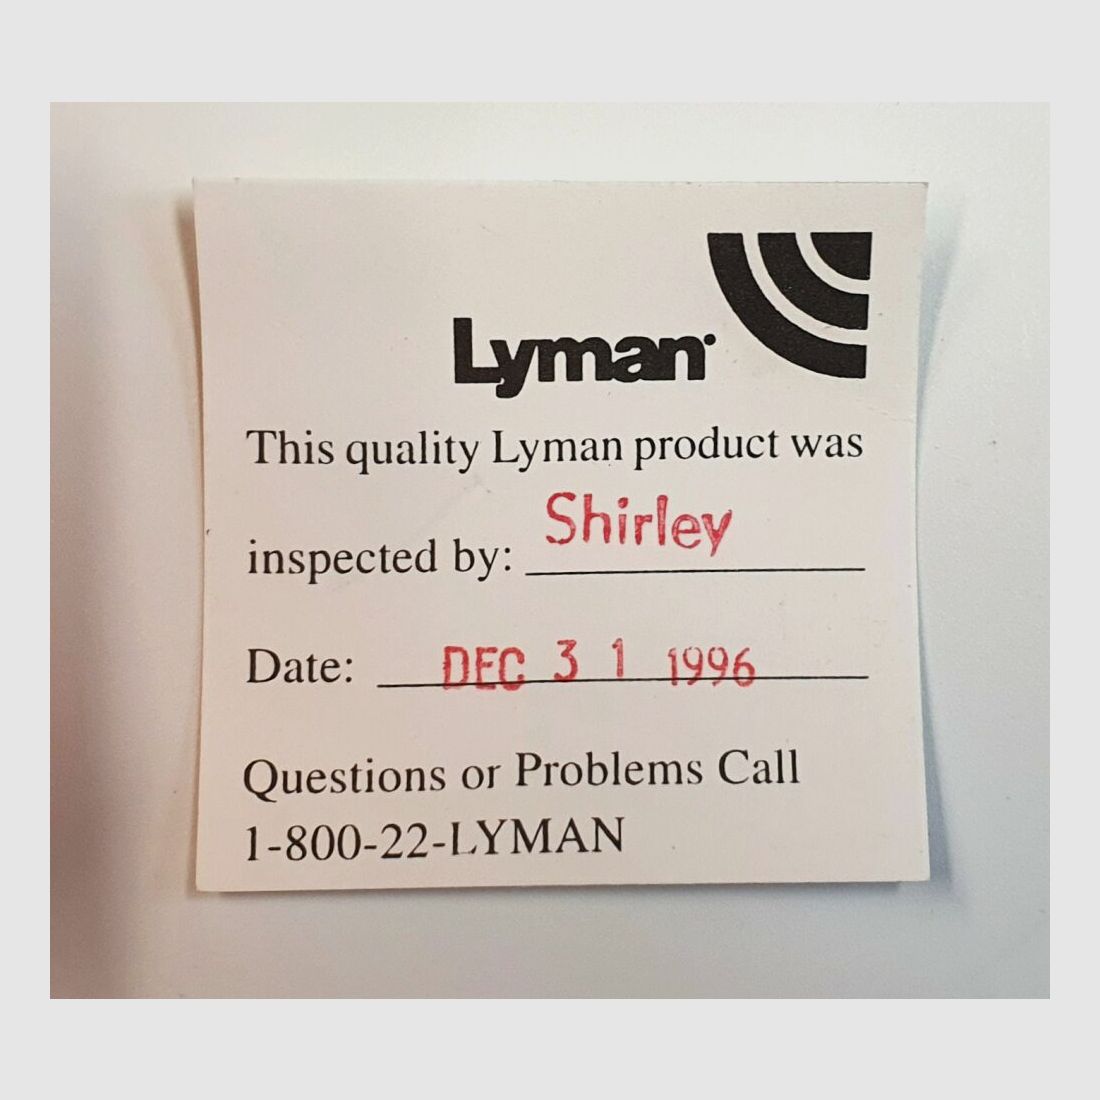 Lyman
This quality Lyman product was
inspected by: Shirley
Date: DEC 31 1996
Questions or Problems Call
1-800-22-LYMAN